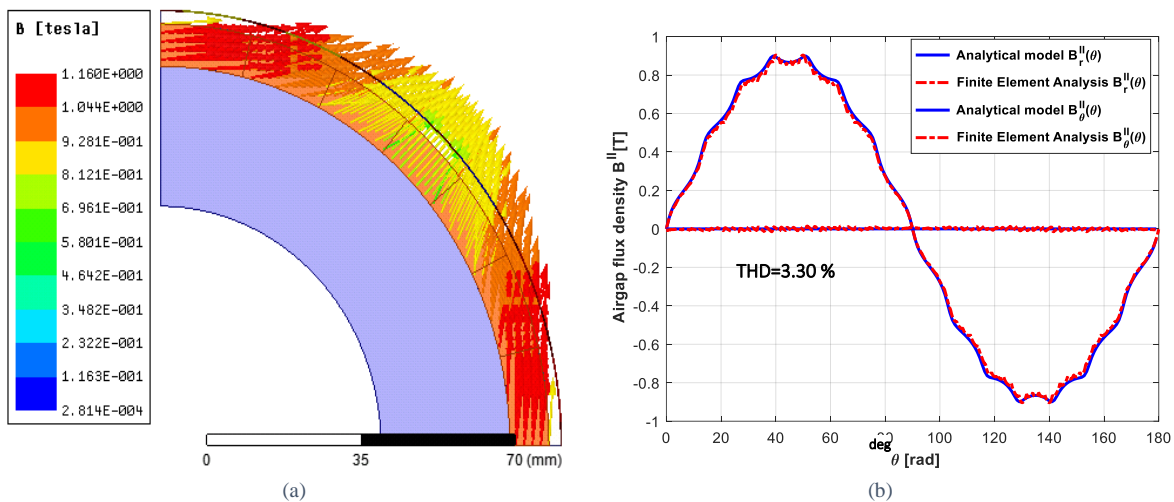 B [tesla]
1.160E+000
1.044E+000
9.281E-001
8.121E-001
6.961E-001
5.801E-001
4.642E-001
3.482E-001
2.322E-001
1.163E-001
2.814E-004
0 35 70 (mm)
(a)
Airgap flux density B^II[T]
1
0.8
0.6
0.4
0.2
0
-0.2
-0.4
-0.6
-0.8
-1
Analytical model B_r^II(θ)
Finite Element Analysis B_r^II(θ)
Analytical model B_θ^II(θ)
Finite Element Analysis B_θ^II(θ)
THD=3.30 %
0 20 40 60 80 100 120 140 160 180
deg
θ [rad]
(b)